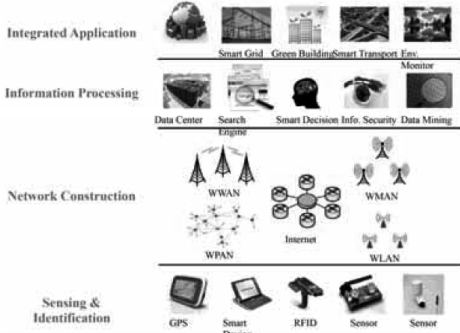 Integrated Application
Smart Grid Green Building Smart Transport Env.
Monitor
Information Processing
Data Center Search
Engine Smart Decision Info. Security Data Mining
Network Construction
WWAN
WMAN
Internet
WPAN
WLAN
Sensing &
Identification
GPS Smart RFID Sensor Sensor